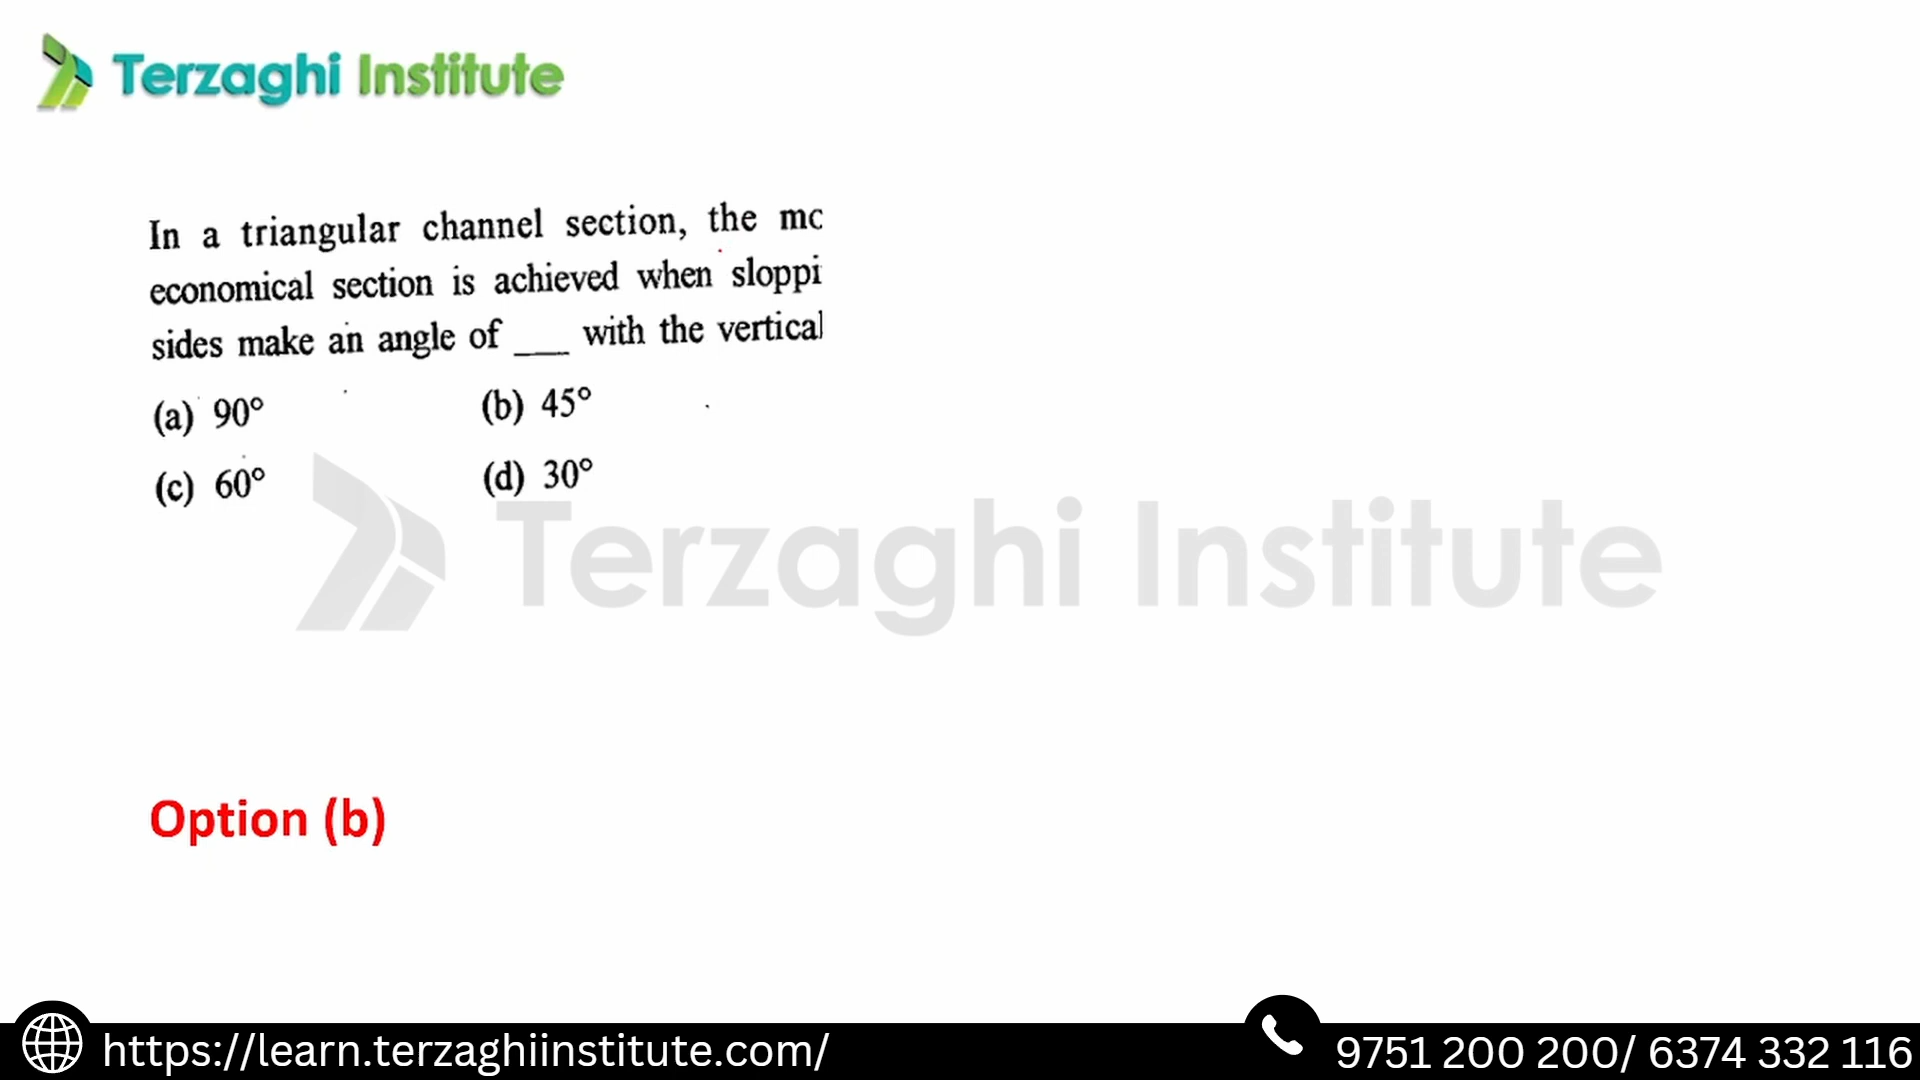 Terzaghi Institute
In a triangular channel section, the
economical section is achieved when
sides make an angle of ___ with the vertical
(a) 90° (b) 45°
(c) 60° (d) 30°
Terzaghi Institute
Option (b)
https://learn.terzaghiinstitute.com/ 9751 200 200/ 6374 332 116